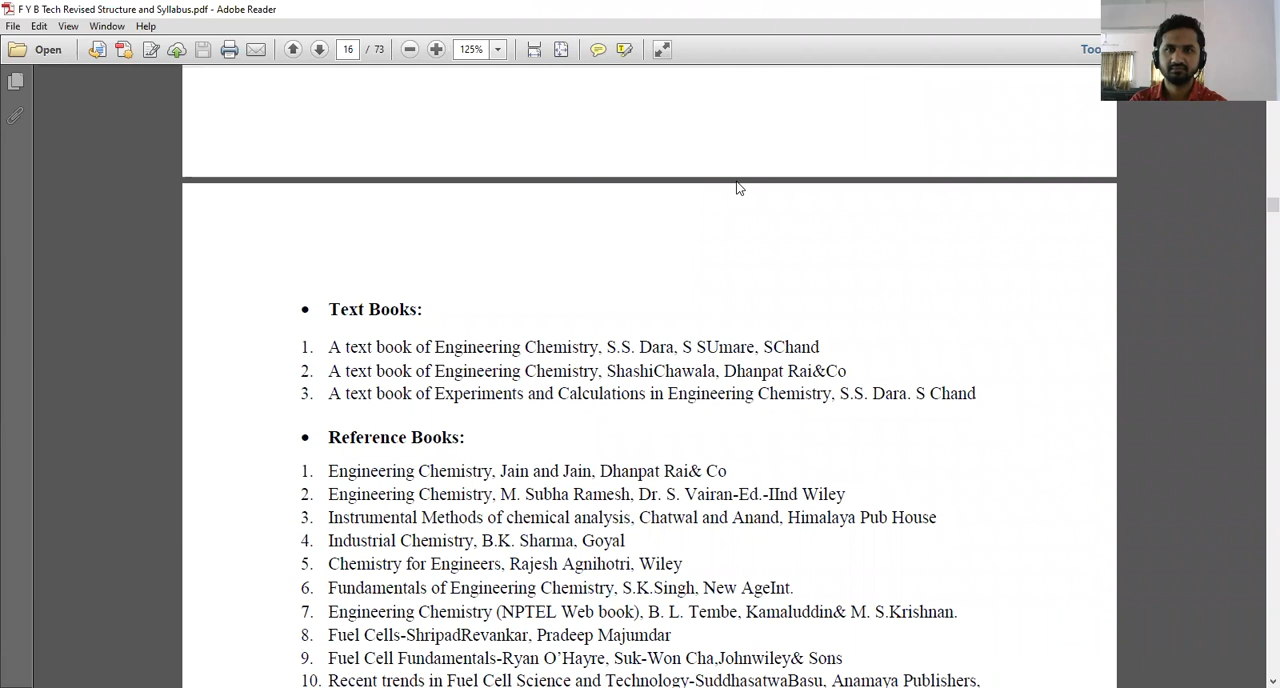 F Y B Tech Revised Structure and Syllabus.pdf - Adobe Reader
File Edit View Window Help
Open 16 / 73 125% Too
• Text Books:
1. A text book of Engineering Chemistry, S.S. Dara, S SUmare, SChand
2. A text book of Engineering Chemistry, ShashiChawala, Dhanpat Rai&Co
3. A text book of Experiments and Calculations in Engineering Chemistry, S.S. Dara. S Chand
• Reference Books:
1. Engineering Chemistry, Jain and Jain, Dhanpat Rai& Co
2. Engineering Chemistry, M. Subha Ramesh, Dr. S. Vairan-Ed.-IInd Wiley
3. Instrumental Methods of chemical analysis, Chatwal and Anand, Himalaya Pub House
4. Industrial Chemistry, B.K. Sharma, Goyal
5. Chemistry for Engineers, Rajesh Agnihotri, Wiley
6. Fundamentals of Engineering Chemistry, S.K.Singh, New AgeInt.
7. Engineering Chemistry (NPTEL Web book), B. L. Tembe, Kamaluddin& M. S.Krishnan.
8. Fuel Cells-ShripadRevankar, Pradeep Majumdar
9. Fuel Cell Fundamentals-Ryan O’Hayre, Suk-Won Cha,Johnwiley& Sons
10. Recent trends in Fuel Cell Science and Technology-SuddhasatwaBasu, Anamaya Publishers,